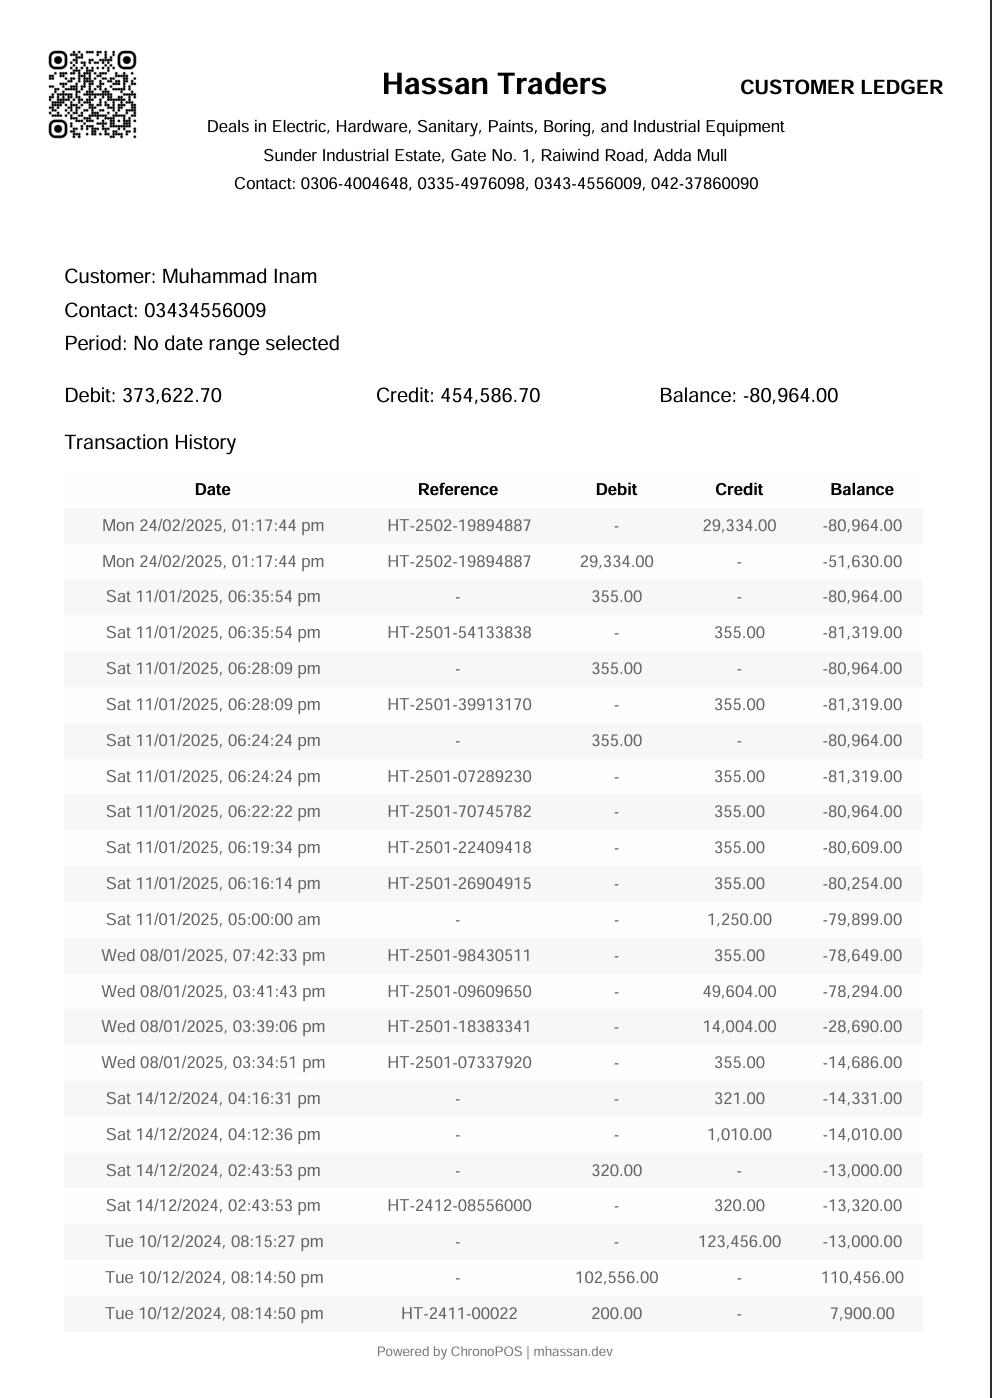 Hassan Traders
CUSTOMER LEDGER
Deals in Electric, Hardware, Sanitary, Paints, Boring, and Industrial Equipment
Sunder Industrial Estate, Gate No. 1, Raiwind Road, Adda Mull
Contact: 0306-4004648, 0335-4976098, 0343-4556009, 042-37860090
Customer: Muhammad Inam
Contact: 03434556009
Period: No date range selected
Debit: 373,622.70 Credit: 454,586.70 Balance: -80,964.00
Transaction History
Date Reference Debit Credit Balance
Mon 24/02/2025, 01:17:44 pm HT-2502-19894887 - 29,334.00 -80,964.00
Mon 24/02/2025, 01:17:44 pm HT-2502-19894887 29,334.00 - -51,630.00
Sat 11/01/2025, 06:35:54 pm - 355.00 - -80,964.00
Sat 11/01/2025, 06:35:54 pm HT-2501-54133838 - 355.00 -81,319.00
Sat 11/01/2025, 06:28:09 pm - 355.00 - -80,964.00
Sat 11/01/2025, 06:28:09 pm HT-2501-39913170 - 355.00 -81,319.00
Sat 11/01/2025, 06:24:24 pm - 355.00 - -80,964.00
Sat 11/01/2025, 06:24:24 pm HT-2501-07289230 - 355.00 -81,319.00
Sat 11/01/2025, 06:22:22 pm HT-2501-70745782 - 355.00 -80,964.00
Sat 11/01/2025, 06:19:34 pm HT-2501-22409418 - 355.00 -80,609.00
Sat 11/01/2025, 06:16:14 pm HT-2501-26904915 - 355.00 -80,254.00
Sat 11/01/2025, 05:00:00 am - - 1,250.00 -79,899.00
Wed 08/01/2025, 07:42:33 pm HT-2501-98430511 - 355.00 -78,649.00
Wed 08/01/2025, 03:41:43 pm HT-2501-09609650 - 49,604.00 -78,294.00
Wed 08/01/2025, 03:39:06 pm HT-2501-18383341 - 14,004.00 -28,690.00
Wed 08/01/2025, 03:34:51 pm HT-2501-07337920 - 355.00 -14,686.00
Sat 14/12/2024, 04:16:31 pm - - 321.00 -14,331.00
Sat 14/12/2024, 04:12:36 pm - - 1,010.00 -14,010.00
Sat 14/12/2024, 02:43:53 pm - 320.00 - -13,000.00
Sat 14/12/2024, 02:43:53 pm HT-2412-08556000 - 320.00 -13,320.00
Tue 10/12/2024, 08:15:27 pm - - 123,456.00 -13,000.00
Tue 10/12/2024, 08:14:50 pm - 102,556.00 - 110,456.00
Tue 10/12/2024, 08:14:50 pm HT-2411-00022 200.00 - 7,900.00
Powered by ChronoPOS | mhassan.dev